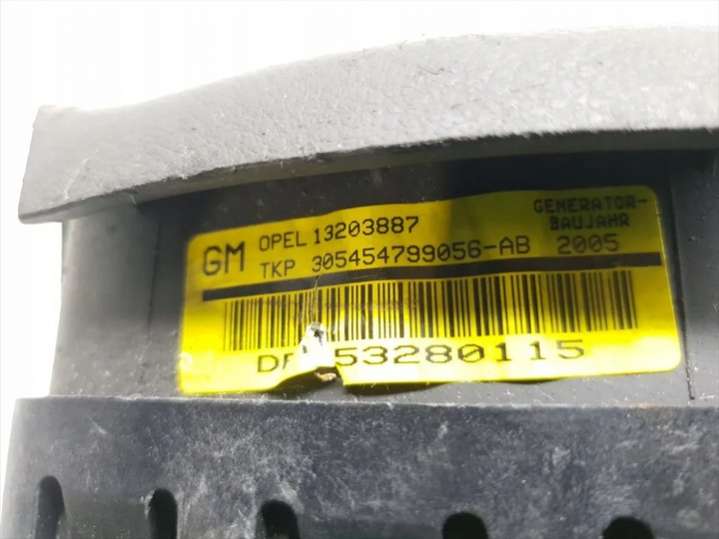 GM OPEL 13203887 GENERATOR-
BAUJAHR
TKP 305454799056-AB 2005
53280115